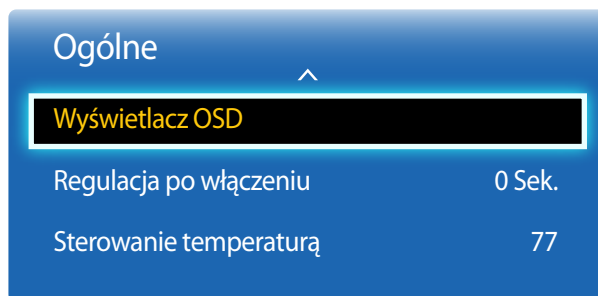 Ogólne
Wyświetlacz OSD
Regulacja po włączeniu 0 Sek.
Sterowanie temperaturą 77